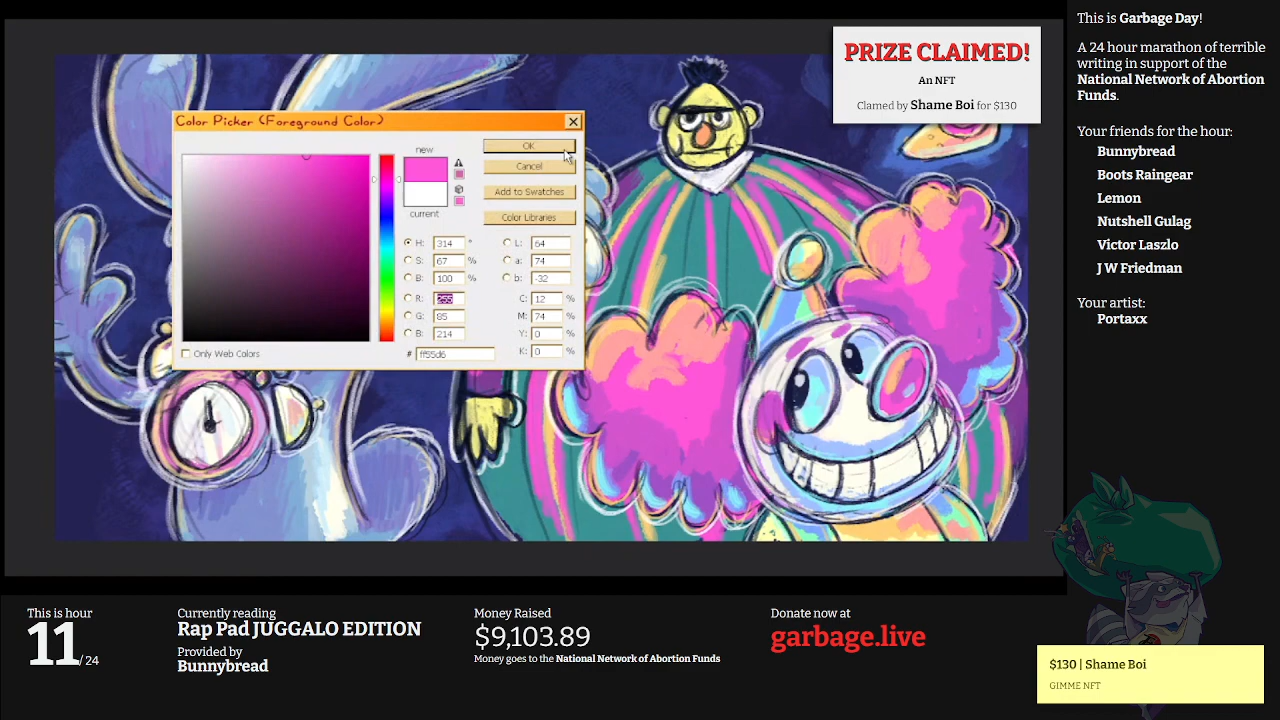 This is Garbage Day!
A 24 hour marathon of terrible
writing in support of the
National Network of Abortion
Funds.
Your friends for the hour:
Bunnybread
Boots Raingear
Lemon
Nutshell Gulag
Victor Laszlo
J W Friedman
Your artist:
Portaxx
PRIZE CLAIMED!
An NFT
Clamed by Shame Boi for $130
Color Picker (Foreground Color)
new
current
OK
Cancel
Add to Swatches
Color Libraries
H: 314 °
S: 67 %
B: 100 %
R: 255
G: 85
B: 214
# ff55d6
L: 64
a: 74
b: -32
C: 12 %
M: 74 %
Y: 0 %
K: 0 %
Only Web Colors
This is hour
11/24
Currently reading
Rap Pad JUGGALO EDITION
Provided by
Bunnybread
Money Raised
$9,103.89
Money goes to the National Network of Abortion Funds
Donate now at
garbage.live
$130 | Shame Boi
GIMME NFT